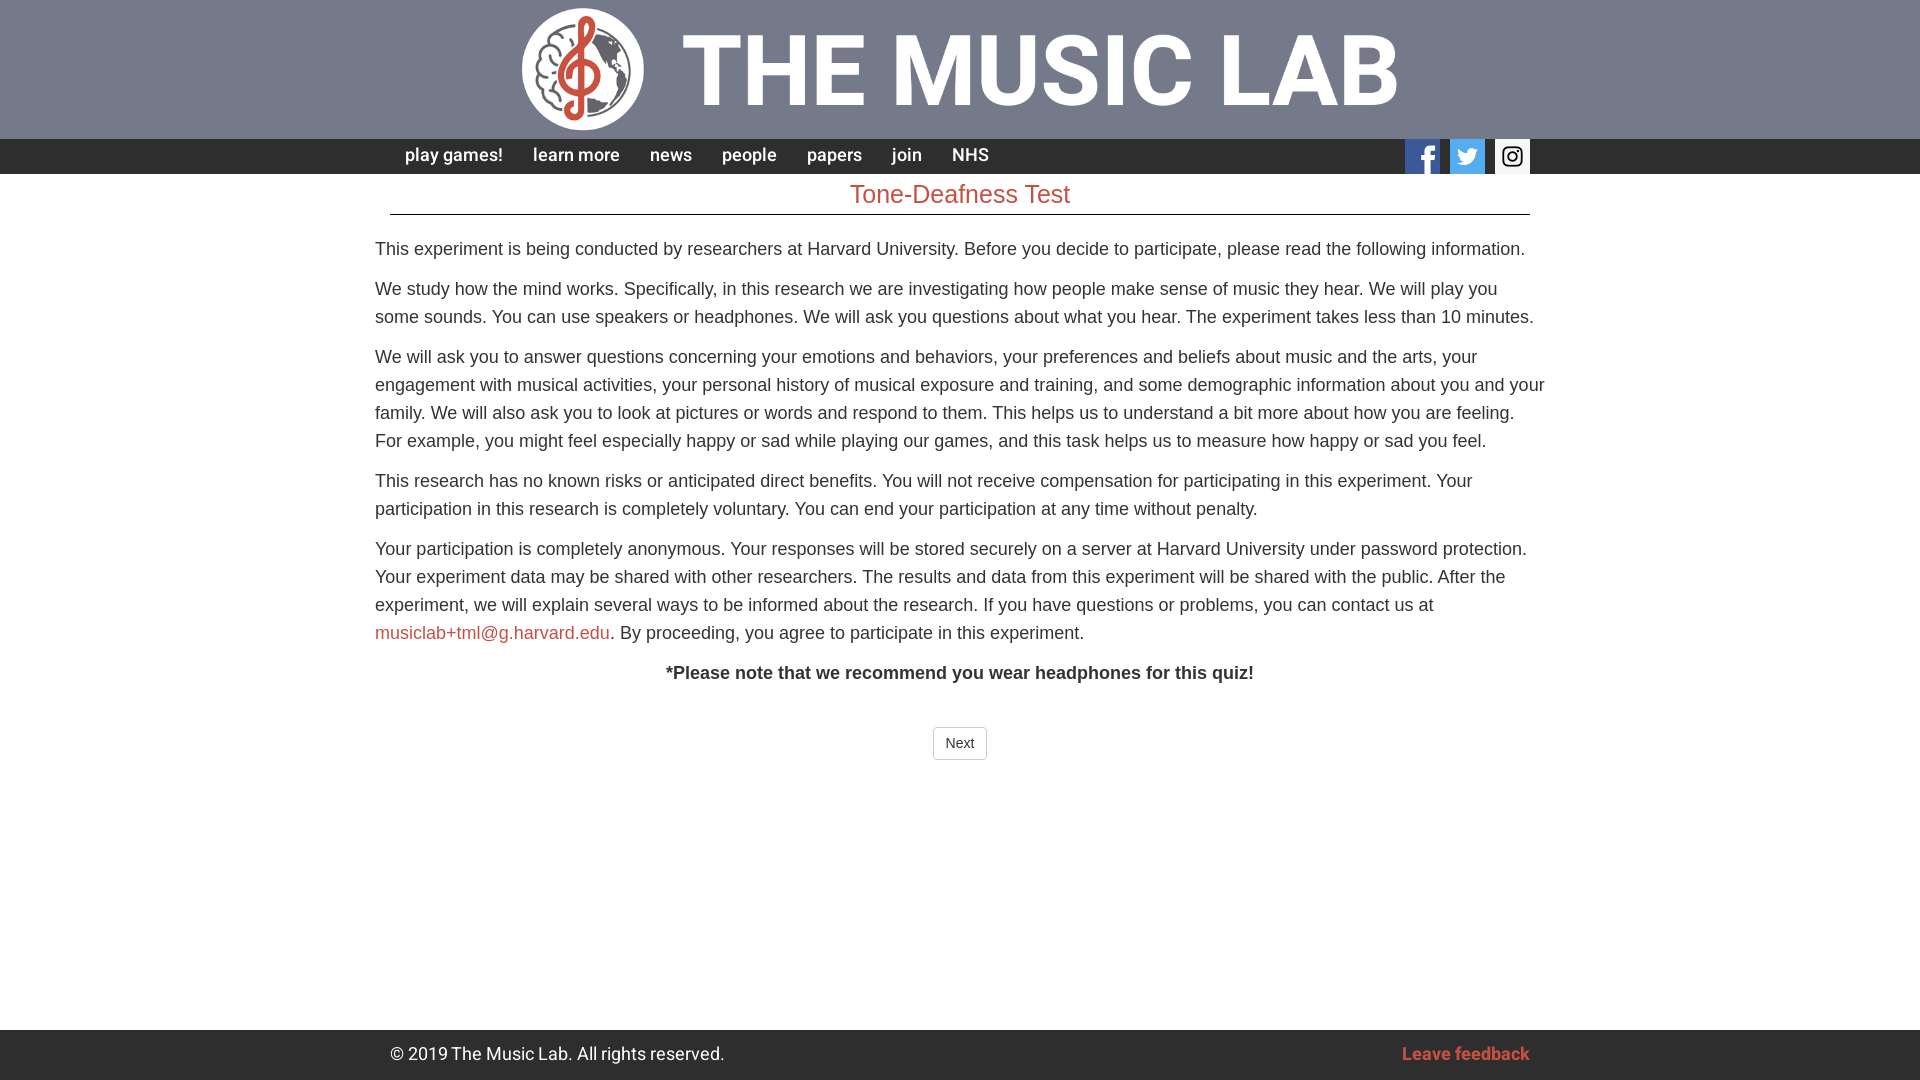 THE MUSIC LAB
play games! learn more news people papers join NHS
Tone-Deafness Test
This experiment is being conducted by researchers at Harvard University. Before you decide to participate, please read the following information.
We study how the mind works. Specifically, in this research we are investigating how people make sense of music they hear. We will play you
some sounds. You can use speakers or headphones. We will ask you questions about what you hear. The experiment takes less than 10 minutes.
We will ask you to answer questions concerning your emotions and behaviors, your preferences and beliefs about music and the arts, your
engagement with musical activities, your personal history of musical exposure and training, and some demographic information about you and your
family. We will also ask you to look at pictures or words and respond to them. This helps us to understand a bit more about how you are feeling.
For example, you might feel especially happy or sad while playing our games, and this task helps us to measure how happy or sad you feel.
This research has no known risks or anticipated direct benefits. You will not receive compensation for participating in this experiment. Your
participation in this research is completely voluntary. You can end your participation at any time without penalty.
Your participation is completely anonymous. Your responses will be stored securely on a server at Harvard University under password protection.
Your experiment data may be shared with other researchers. The results and data from this experiment will be shared with the public. After the
experiment, we will explain several ways to be informed about the research. If you have questions or problems, you can contact us at
musiclab+tml@g.harvard.edu. By proceeding, you agree to participate in this experiment.
*Please note that we recommend you wear headphones for this quiz!
Next
© 2019 The Music Lab. All rights reserved.
Leave feedback